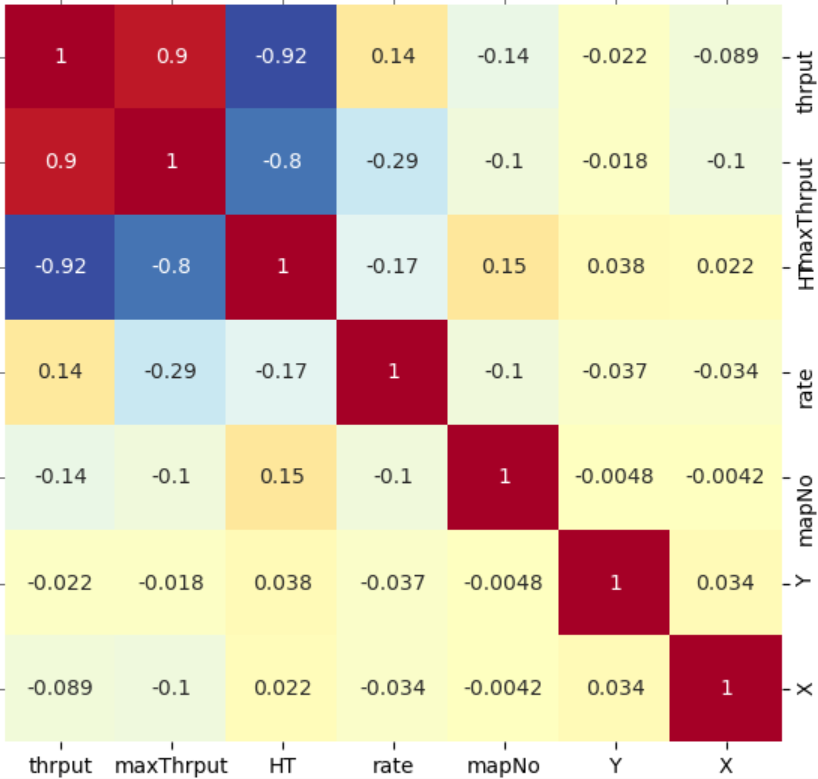 1 0.9 -0.92 0.14 -0.14 -0.022 -0.089 thrput
0.9 1 -0.8 -0.29 -0.1 -0.018 -0.1 maxThrput
-0.92 -0.8 1 -0.17 0.15 0.038 0.022 HT
0.14 -0.29 -0.17 1 -0.1 -0.037 -0.034 rate
-0.14 -0.1 0.15 -0.1 1 -0.0048 -0.0042 mapNo
-0.022 -0.018 0.038 -0.037 -0.0048 1 0.034 Y
-0.089 -0.1 0.022 -0.034 -0.0042 0.034 1 X
thrput maxThrput HT rate mapNo Y X